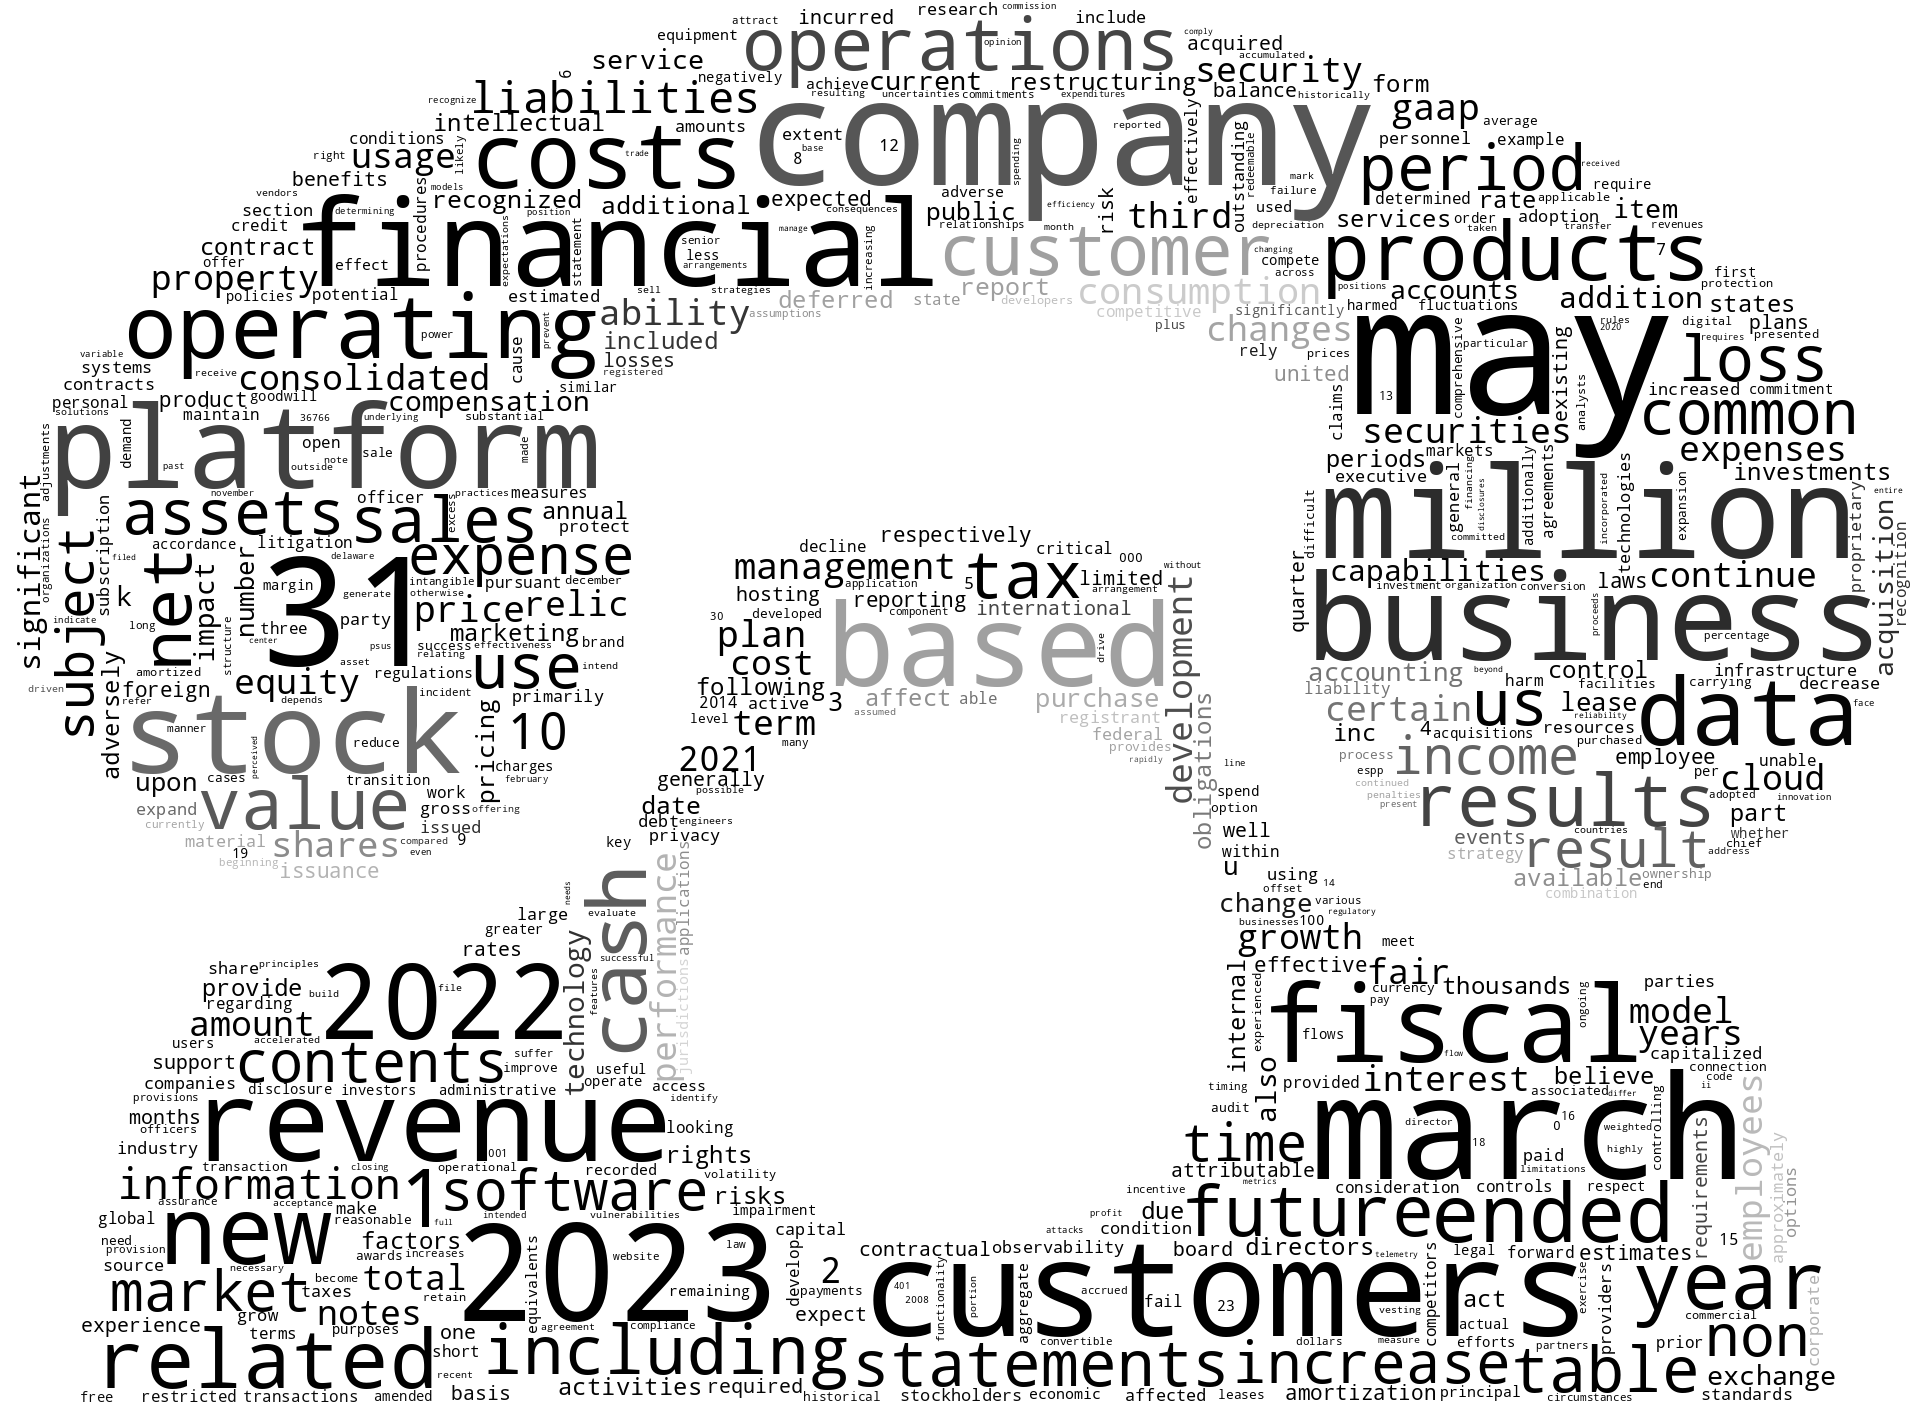 attract incurred research commission include
equipment operations opinion comply acquired
service negatively accumulated security
6 achieve current restructuring form
recognize liabilities resulting uncertainties commitments expenditures balance historically gaap
intellectual amounts company average
conditions costs extent 12 reported effectively outstanding personnel example
right usage likely trade base 8 spending redeemable period received
benefits procedures models adverse mark failure require
vendors recognized additional expected efficiency risk used determined rate applicable
section determining position consequences public third services order adoption item
credit financial manage relationships month depreciation taken transfer revenues
contract expectations statement senior increasing customer changing products 7
offer effect less compete
property arrangements across first
policies potential estimated sell strategies deferred state report developers consumption positions accounts addition protection
operating ability assumptions competitive significantly harmed fluctuations states
power prevent included plus changes rules 2020 digital plans
variable cause losses rely prices may comprehensive particular existing requires presented
systems receive consolidated registered united loss
contracts similar increased commitment
personal product goodwill compensation claims 13 analysts common
solutions maintain 36766 underlying substantial securities
platform demand open sale made expenses
past outside note periods markets investments
adjustments november officer practices measures executive million general financing additionally agreements technologies entire
significant assets sales excess annual disclosures incorporated expansion proprietary
organizations subscription protect respectively difficult committed acquisition
subject accordance litigation expense decline critical 000 recognition
filed net delaware management tax limited without quarter capabilities laws continue
number 31 margin intangible pursuant december application 5 arrangement investment organization conversion
k impact generate otherwise price relic hosting reporting international business proceeds
indicate long three party marketing brand 30 developed component percentage
structure center psus success effectiveness plan based drive development
amortized asset relating use intend cost accounting beyond control infrastructure
driven foreign equity regulations following affect able purchase liability harm facilities carrying decrease
adversely refer depends incident primarily 2014 active 3 assumed registrant certain us lease reliability data face
stock manner pricing 10 level term federal inc 4 acquisitions resources
reduce many provides obligations process income purchased
perceived charges 2021 rapidly espp employee unable
upon cases transition february generally line continued per cloud
expand value work possible spend penalties results adopted innovation
currently gross offering date option present part
material shares issued debt engineers well events countries whether
19 compared 9 key privacy strategy result chief
beginning even within address
issuance u using available ownership
needs cash performance applications offset 14 end combination
large evaluate change various
greater businesses 100 regulatory
rates technology successful growth meet
share principles 2022 internal effective fair
provide build file features jurisdictions experienced currency thousands parties
regarding fiscal pay ongoing model
amount flows years
users accelerated flow
support contents suffer also capitalized
companies improve useful provided interest believe connection
disclosure investors administrative operate access timing associated differ code ii
provisions revenue identify march employees
months audit director 16 controlling
officers looking time 0 weighted requirements approximately
industry 001 rights 18 paid highly
transaction closing operational recorded volatility attributable limitations options
information 1 software metrics consideration controls respect
assurance acceptance make risks incentive
global new reasonable full intended vulnerabilities impairment profit due future ended
need factors capital attacks condition 15
provision awards increases 2023 law contractual observability board directors telemetry legal forward estimates
source necessary website develop customers competitors
market become total equivalents remaining 2 payments 401 functionality portion aggregate accrued fail 23 vesting act exercise providers year
taxes retain 2008 commercial corporate
experience grow notes expect actual
terms purposes one agreement compliance convertible dollars measure efforts partners prior non
related short including statements increase table
recent exchange
free restricted transactions amended basis activities required historical stockholders economic affected leases amortization principal circumstances standards